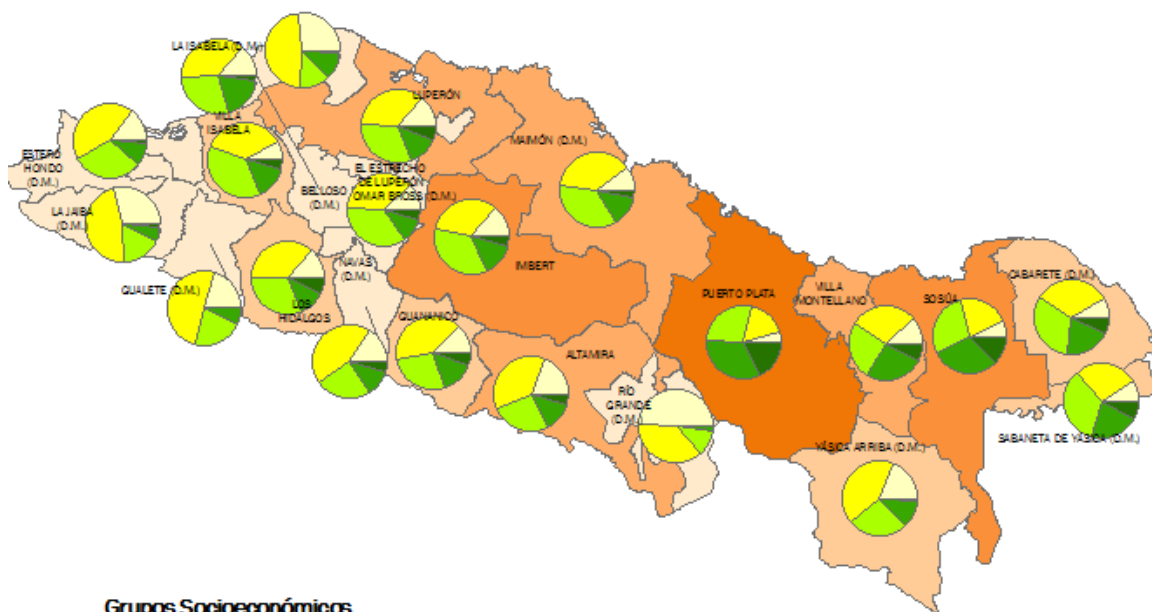 LA ISABELA (D.M.)
LUPERÓN
VILLA
ISABELA
MAIMÓN (D.M.)
ESTERO
HONDO
(D.M.)
BELLOSO
(D.M.)
EL ESTRECHO
DE LUPERÓN
OMAR BROSS (D.M.)
LA JAIBA
(D.M.)
NAVAS
(D.M.)
IMBERT
CABARETE (D.M.)
GUALETE (D.M.)
PUERTO PLATA
VILLA
MONTELLANO
SOSÚA
LOS
HIDALGOS
GUANANICO
ALTAMIRA
RÍO
GRANDE
(D.M.)
SABANETA DE YÁSICA (D.M.)
YÁSICA ARRIBA (D.M.)
Grupos Socioeconómicos